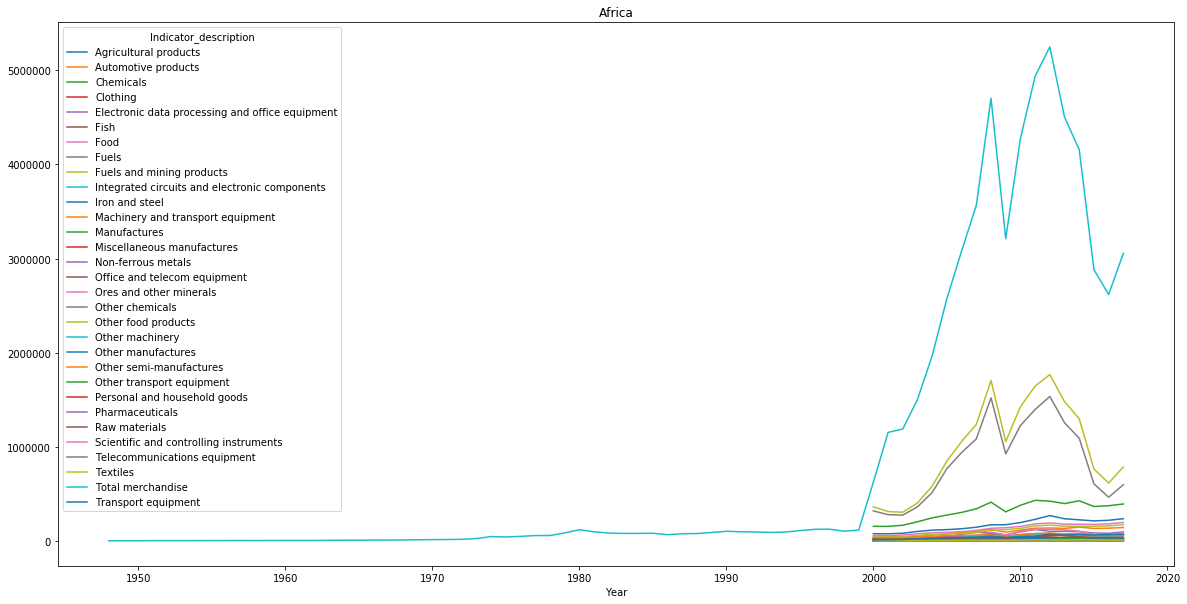 Africa
Indicator_description
Agricultural products
Automotive products
Chemicals
Clothing
Electronic data processing and office equipment
Fish
Food
Fuels
Fuels and mining products
Integrated circuits and electronic components
Iron and steel
Machinery and transport equipment
Manufactures
Miscellaneous manufactures
Non-ferrous metals
Office and telecom equipment
Ores and other minerals
Other chemicals
Other food products
Other machinery
Other manufactures
Other semi-manufactures
Other transport equipment
Personal and household goods
Pharmaceuticals
Raw materials
Scientific and controlling instruments
Telecommunications equipment
Textiles
Total merchandise
Transport equipment
5000000
4000000
3000000
2000000
1000000
0
1950 1960 1970 1980 1990 2000 2010 2020
Year